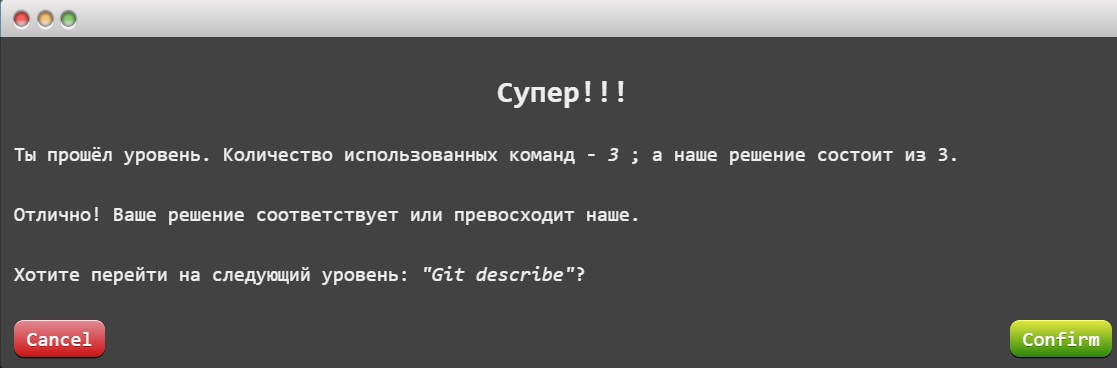 Супер!!!
Ты прошёл уровень. Количество использованных команд - 3 ; а наше решение состоит из 3.
Отлично! Ваше решение соответствует или превосходит наше.
Хотите перейти на следующий уровень: "Git describe"?
Cancel
Confirm